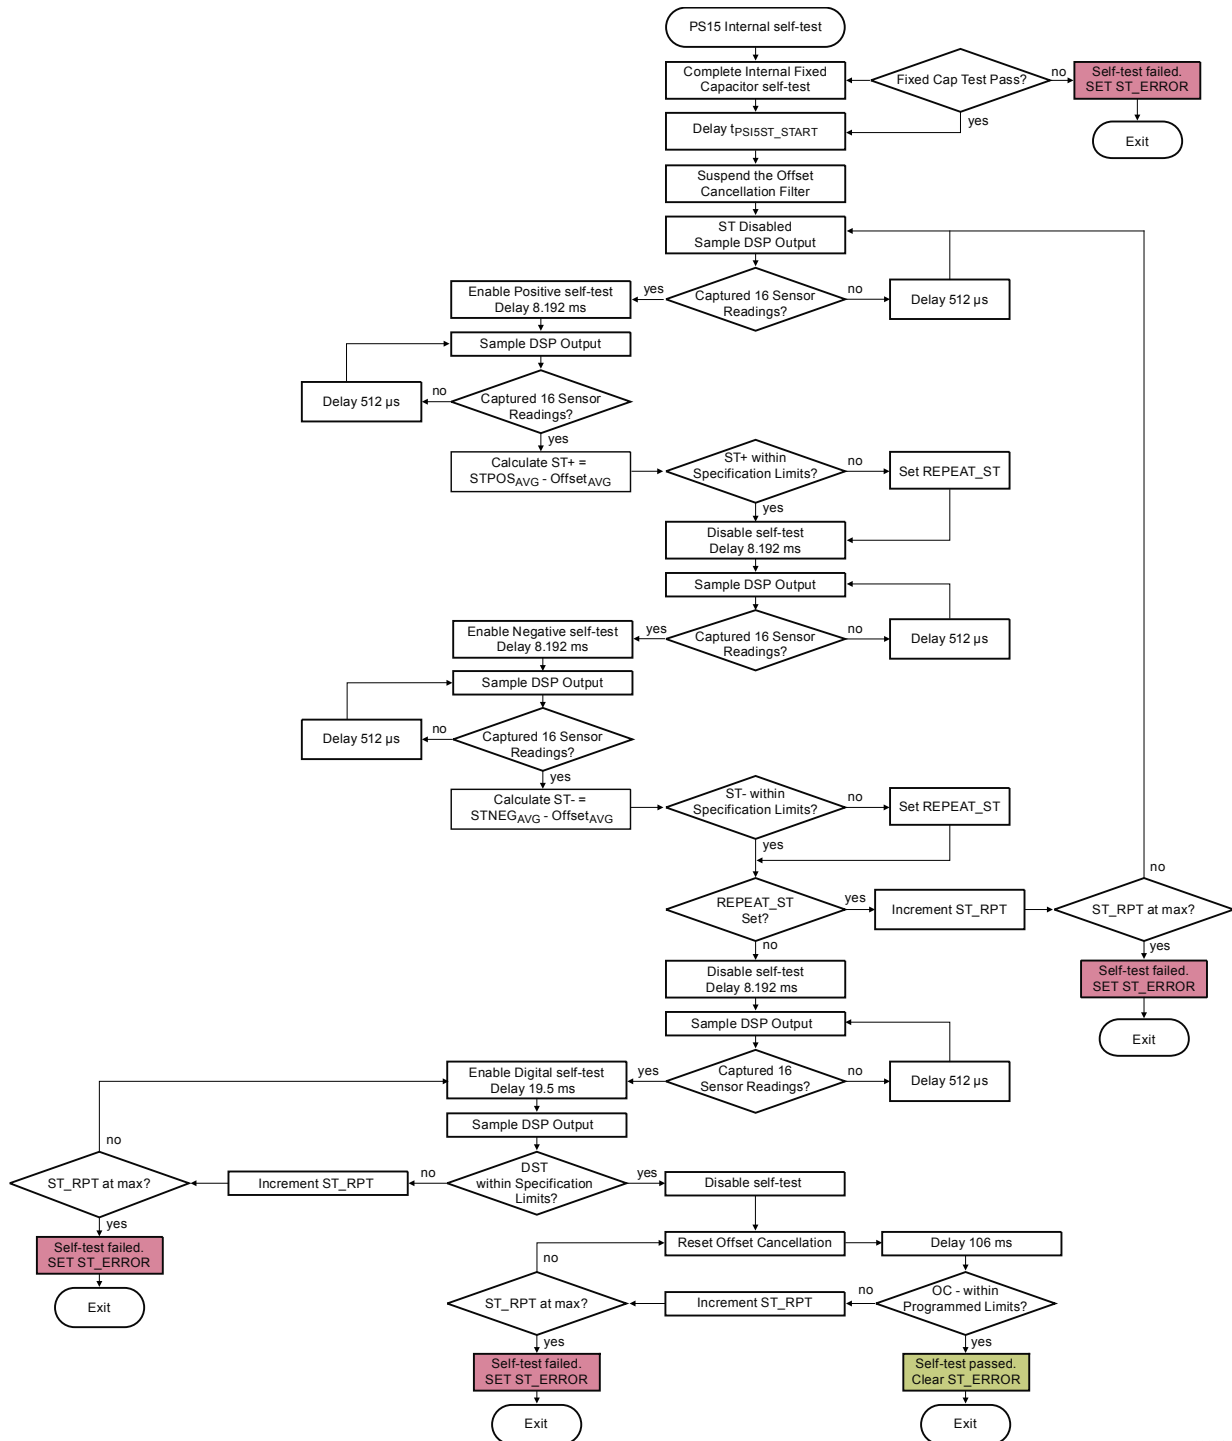 PS15 Internal self-test
Complete Internal Fixed
Capacitor self-test
Fixed Cap Test Pass?
no
Self-test failed.
SET ST_ERROR
yes
Exit
Delay tPSI5ST_START
Suspend the Offset
Cancellation Filter
ST Disabled
Sample DSP Output
Captured 16 Sensor
Readings?
no
Delay 512 µs
yes
Enable Positive self-test
Delay 8.192 ms
Sample DSP Output
Captured 16 Sensor
Readings?
no
Delay 512 µs
yes
Calculate ST+ =
STPOSAVG - OffsetAVG
ST+ within
Specification Limits?
no
Set REPEAT_ST
yes
Disable self-test
Delay 8.192 ms
Sample DSP Output
Captured 16 Sensor
Readings?
no
Delay 512 µs
yes
Enable Negative self-test
Delay 8.192 ms
Sample DSP Output
Captured 16 Sensor
Readings?
no
Delay 512 µs
yes
Calculate ST- =
STNEGAVG - OffsetAVG
ST- within
Specification Limits?
no
Set REPEAT_ST
yes
REPEAT_ST
Set?
yes
Increment ST_RPT
ST_RPT at max?
no
yes
Self-test failed.
SET ST_ERROR
Exit
no
Disable self-test
Delay 8.192 ms
Sample DSP Output
Captured 16
Sensor Readings?
no
Delay 512 µs
yes
Enable Digital self-test
Delay 19.5 ms
Sample DSP Output
DST
within Specification
Limits?
no
Increment ST_RPT
ST_RPT at max?
no
yes
Self-test failed.
SET ST_ERROR
Exit
yes
Disable self-test
Reset Offset Cancellation
Delay 106 ms
OC - within
Programmed Limits?
no
Increment ST_RPT
ST_RPT at max?
no
yes
Self-test failed.
SET ST_ERROR
Exit
yes
Self-test passed.
Clear ST_ERROR
Exit